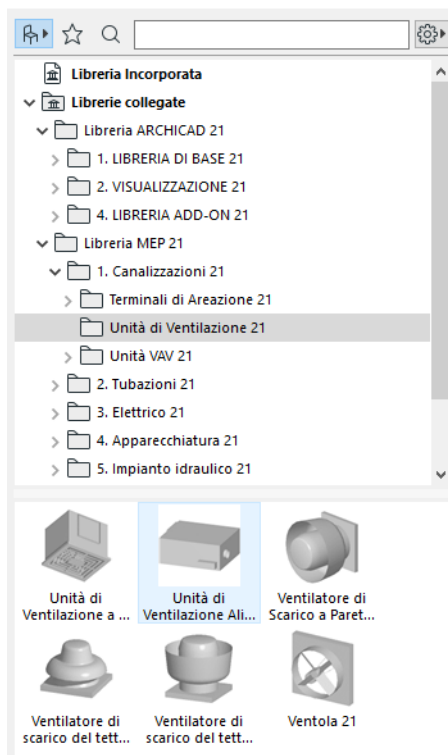 Libreria Incorporata
Librerie collegate
Libreria ARCHICAD 21
1. LIBRERIA DI BASE 21
2. VISUALIZZAZIONE 21
4. LIBRERIA ADD-ON 21
Libreria MEP 21
1. Canalizzazioni 21
Terminali di Areazione 21
Unità di Ventilazione 21
Unità VAV 21
2. Tubazioni 21
3. Elettrico 21
4. Apparecchiatura 21
5. Impianto idraulico 21
Unità di
Ventilazione a ...
Unità di
Ventilazione Ali...
Ventilatore di
Scarico a Paret...
Ventilatore di
scarico del tett...
Ventilatore di
scarico del tett...
Ventola 21